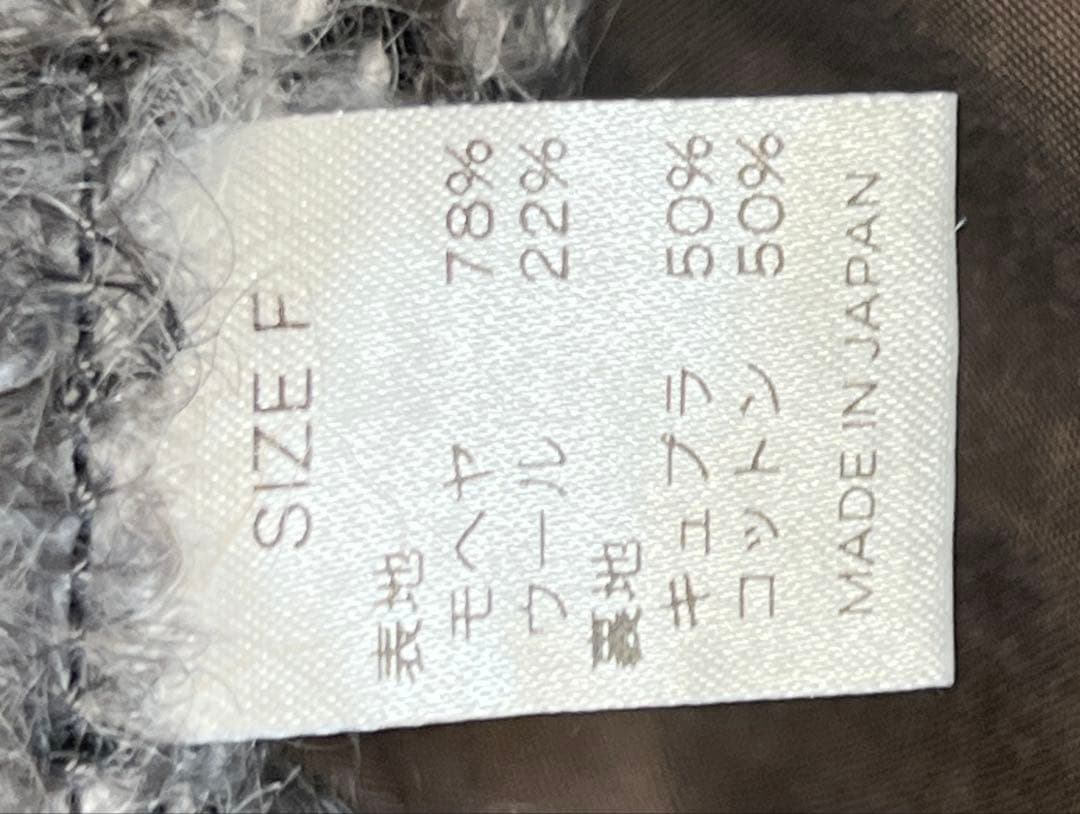 SIZE F
表地
モヘヤ 78%
ウール 22%
裏地
キュプラ 50%
コットン 50%
MADE IN JAPAN